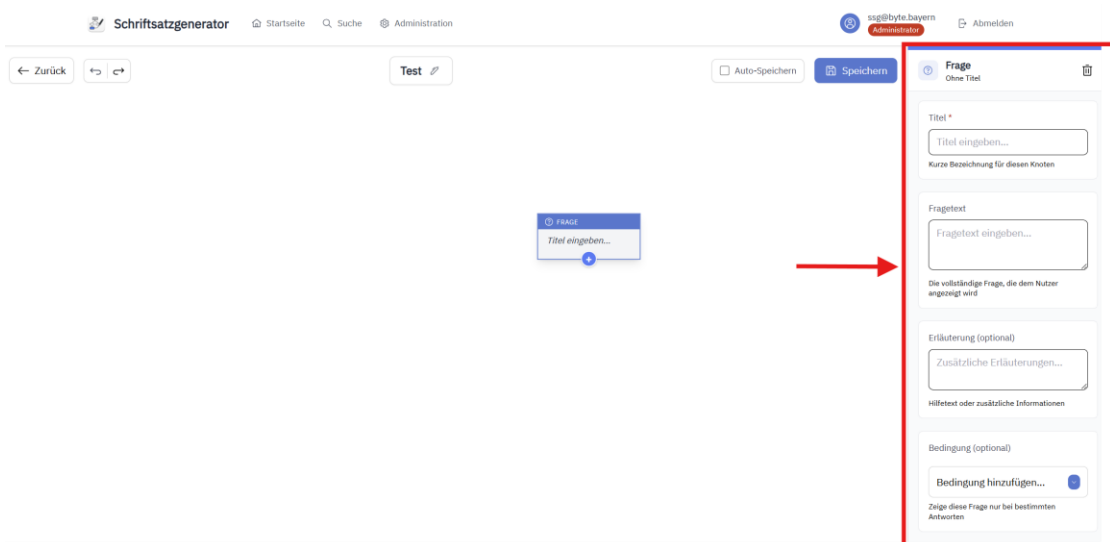 Schriftsatzgenerator
Startseite
Suche
Administration
ssg@byte.bayern
Administrator
Abmelden
← Zurück
Test
Auto-Speichern
Speichern
Frage
Ohne Titel
Titel *
Titel eingeben...
Kurze Bezeichnung für diesen Knoten
FRAGE
Titel eingeben...
Fragetext
Fragetext eingeben...
Die vollständige Frage, die dem Nutzer
angezeigt wird
Erläuterung (optional)
Zusätzliche Erläuterungen...
Hilfetext oder zusätzliche Informationen
Bedingung (optional)
Bedingung hinzufügen...
Zeige diese Frage nur bei bestimmten
Antworten